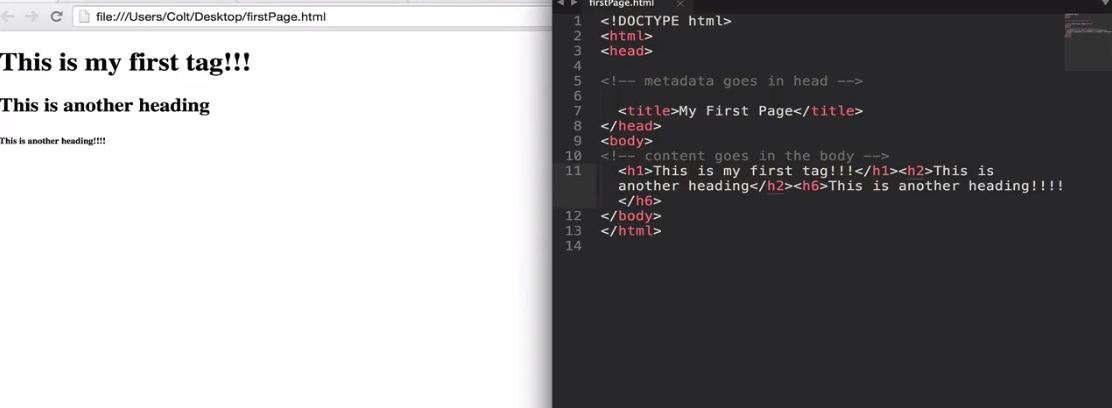 file:///Users/Colt/Desktop/firstPage.html
This is my first tag!!!
This is another heading
This is another heading!!!!
firstPage.html
1 <!DOCTYPE html>
2 <html>
3 <head>
4
5 <!-- metadata goes in head -->
6
7 <title>My First Page</title>
8 </head>
9 <body>
10 <!-- content goes in the body -->
11 <h1>This is my first tag!!!</h1><h2>This is
another heading</h2><h6>This is another heading!!!!
</h6>
12 </body>
13 </html>
14